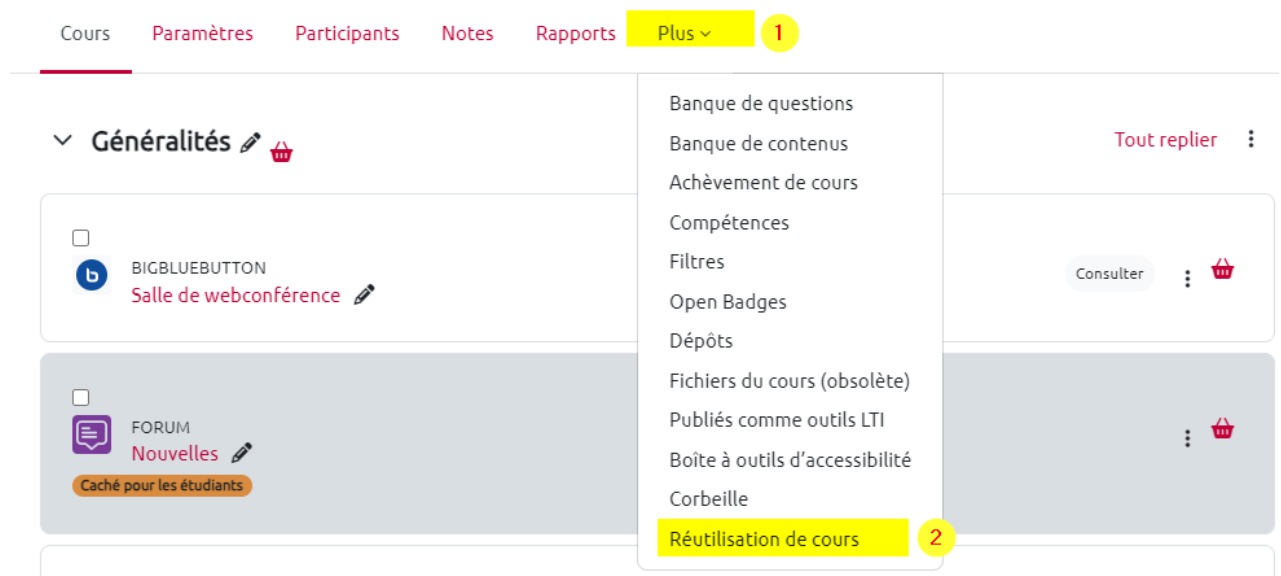 Cours Paramètres Participants Notes Rapports Plus 1
Généralités
Tout replier
BIGBLUEBUTTON
Salle de webconférence
Consulter
FORUM
Nouvelles
Caché pour les étudiants
Banque de questions
Banque de contenus
Achèvement de cours
Compétences
Filtres
Open Badges
Dépôts
Fichiers du cours (obsolète)
Publiés comme outils LTI
Boîte à outils d’accessibilité
Corbeille
Réutilisation de cours 2